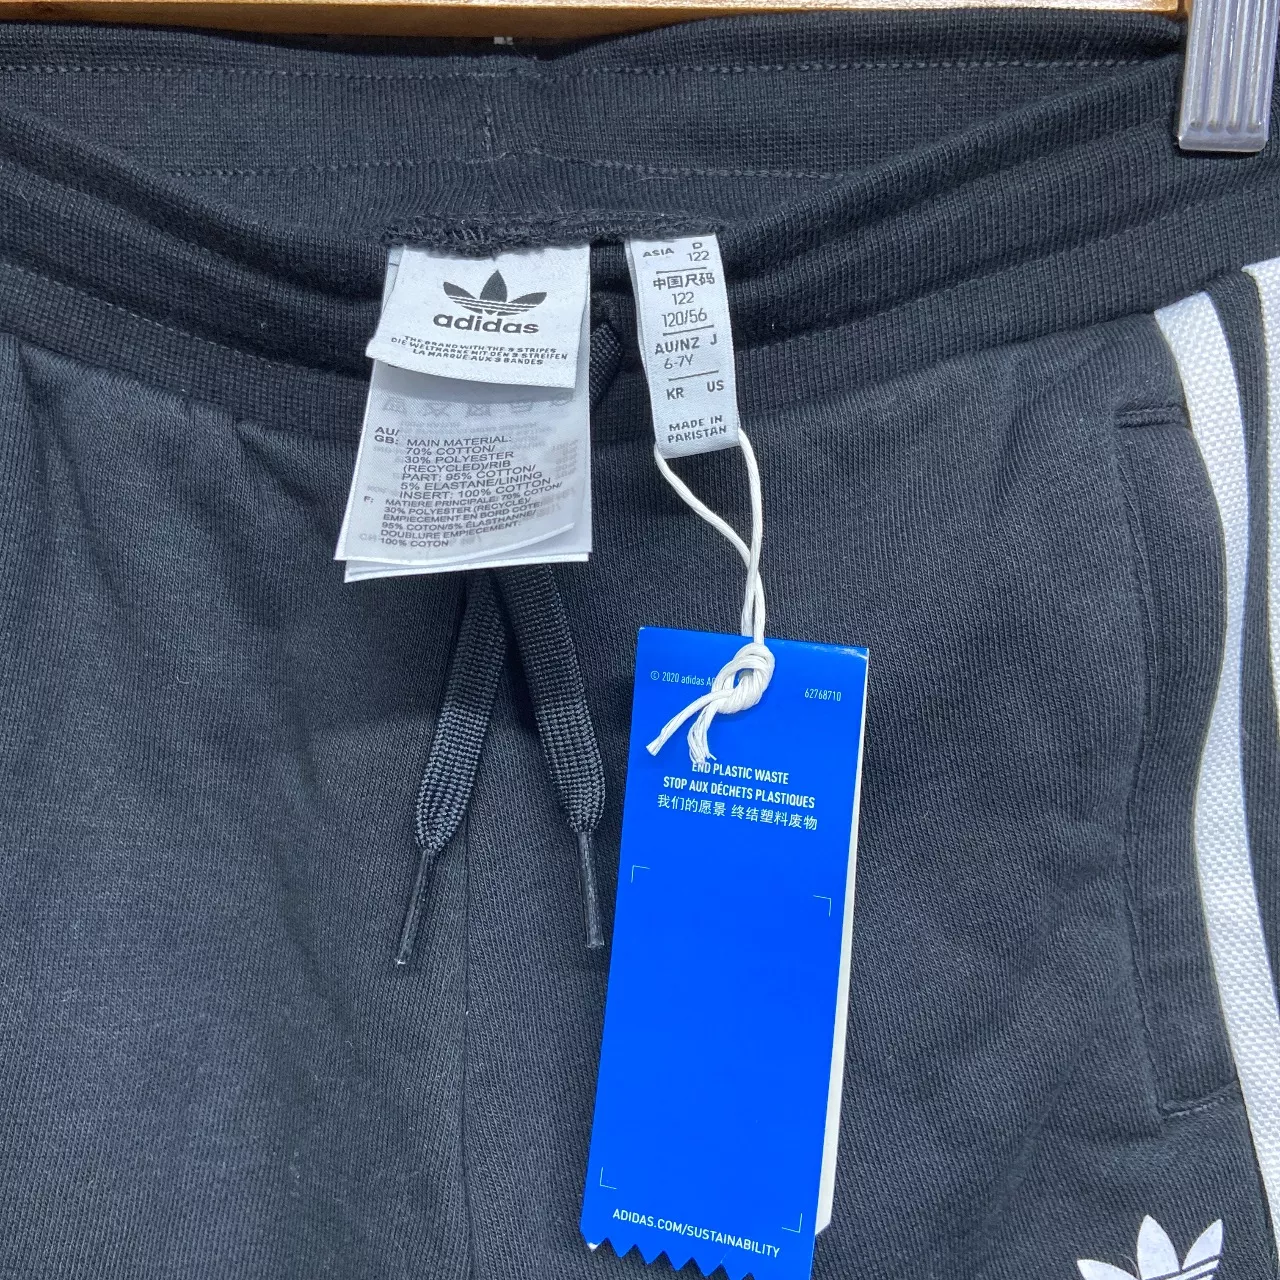 adidas
THE BRAND WITH THE 3 STRIPES
DIE WELTMARKE MIT DEN 3 STREIFEN
LA MARQUE AUX 3 BANDES
AU/
GB: MAIN MATERIAL:
70% COTTON/
30% POLYESTER
(RECYCLED)/RIB
PART: 95% COTTON/
5% ELASTANE/LINING
INSERT: 100% COTTON
F: MATIERE PRINCIPALE: 70% COTON/
30% POLYESTER (RECYCLE)/
EMPIECEMENT EN BORD COTE:
95% COTON/5% ELASTHANNE/
DOUBLURE EMPIECEMENT:
100% COTON
ASIA D
122
中国尺码
122
120/56
AU/NZ J
6-7Y
KR US
MADE IN
PAKISTAN
© 2020 adidas
62768710
END PLASTIC WASTE
STOP AUX DÉCHETS PLASTIQUES
我们的愿景 终结塑料废物
ADIDAS.COM/SUSTAINABILITY